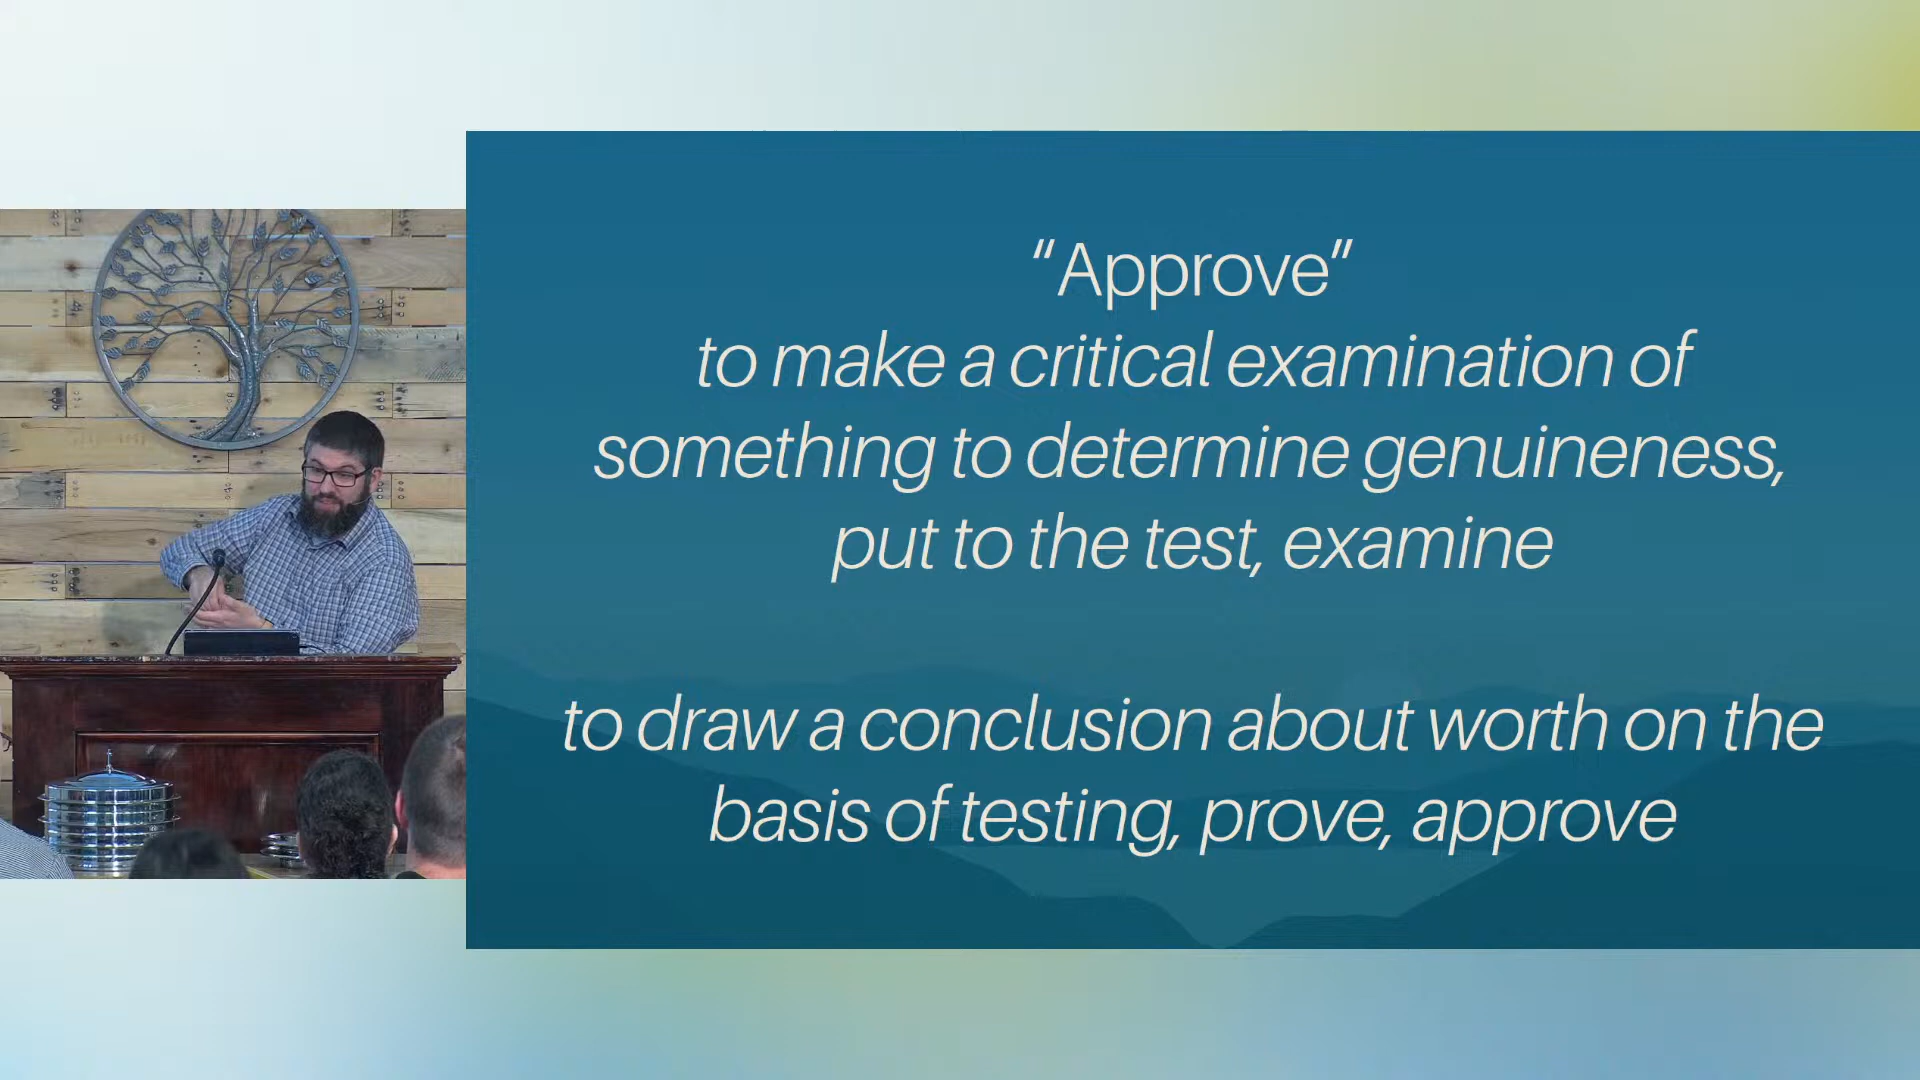 “Approve”
to make a critical examination of
something to determine genuineness,
put to the test, examine
to draw a conclusion about worth on the
basis of testing, prove, approve